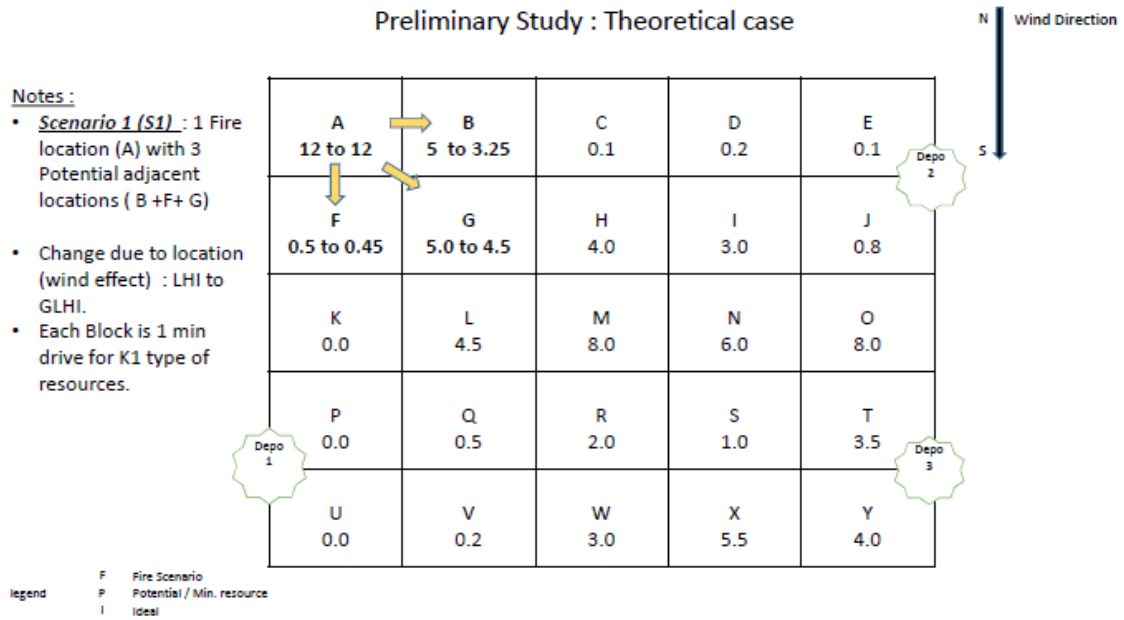 Preliminary Study : Theoretical case
N Wind Direction
S
Notes :
• Scenario 1 (S1) : 1 Fire
location (A) with 3
Potential adjacent
locations ( B +F+ G)
• Change due to location
(wind effect) : LHI to
GLHI.
• Each Block is 1 min
drive for K1 type of
resources.
A B C D E
12 to 12 5 to 3.25 0.1 0.2 0.1
Depo
2
F G H I J
0.5 to 0.45 5.0 to 4.5 4.0 3.0 0.8
K L M N O
0.0 4.5 8.0 6.0 8.0
P Q R S T
0.0 0.5 2.0 1.0 3.5
Depo
1
Depo
3
U V W X Y
0.0 0.2 3.0 5.5 4.0
legend
F Fire Scenario
P Potential / Min. resource
I Ideal